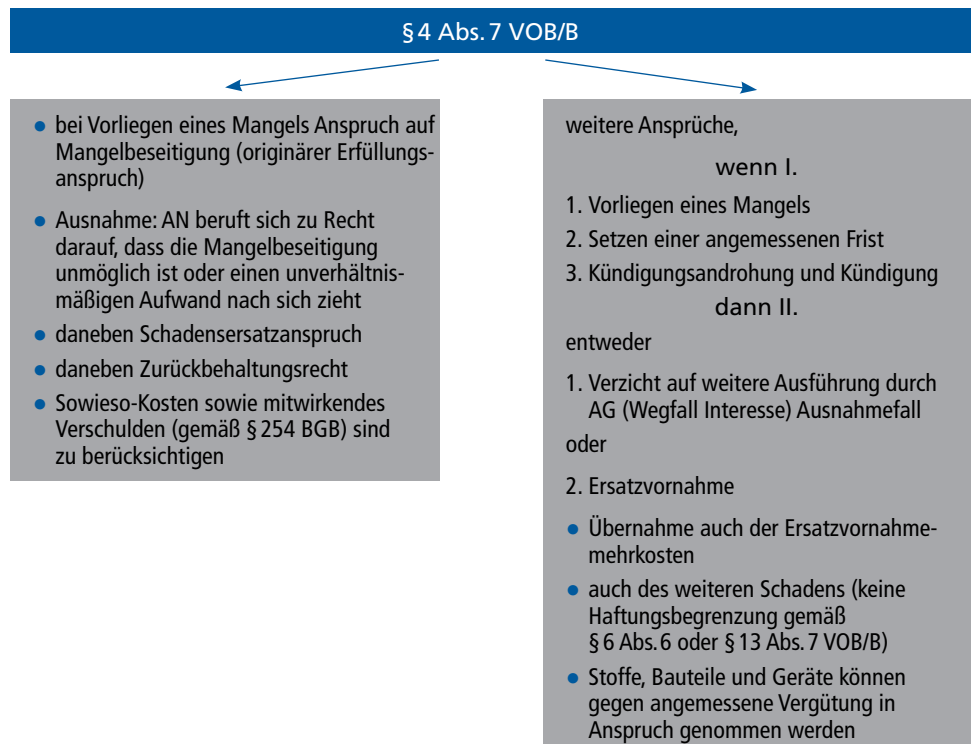 § 4 Abs. 7 VOB/B
• bei Vorliegen eines Mangels Anspruch auf
Mangelbeseitigung (originärer Erfüllungs-
anspruch)
• Ausnahme: AN beruft sich zu Recht
darauf, dass die Mangelbeseitigung
unmöglich ist oder einen unverhältnis-
mäßigen Aufwand nach sich zieht
• daneben Schadensersatzanspruch
• daneben Zurückbehaltungsrecht
• Sowieso-Kosten sowie mitwirkendes
Verschulden (gemäß § 254 BGB) sind
zu berücksichtigen
weitere Ansprüche,
wenn I.
1. Vorliegen eines Mangels
2. Setzen einer angemessenen Frist
3. Kündigungsandrohung und Kündigung
dann II.
entweder
1. Verzicht auf weitere Ausführung durch
AG (Wegfall Interesse) Ausnahmefall
oder
2. Ersatzvornahme
• Übernahme auch der Ersatzvornahme-
mehrkosten
• auch des weiteren Schadens (keine
Haftungsbegrenzung gemäß
§ 6 Abs. 6 oder § 13 Abs. 7 VOB/B)
• Stoffe, Bauteile und Geräte können
gegen angemessene Vergütung in
Anspruch genommen werden